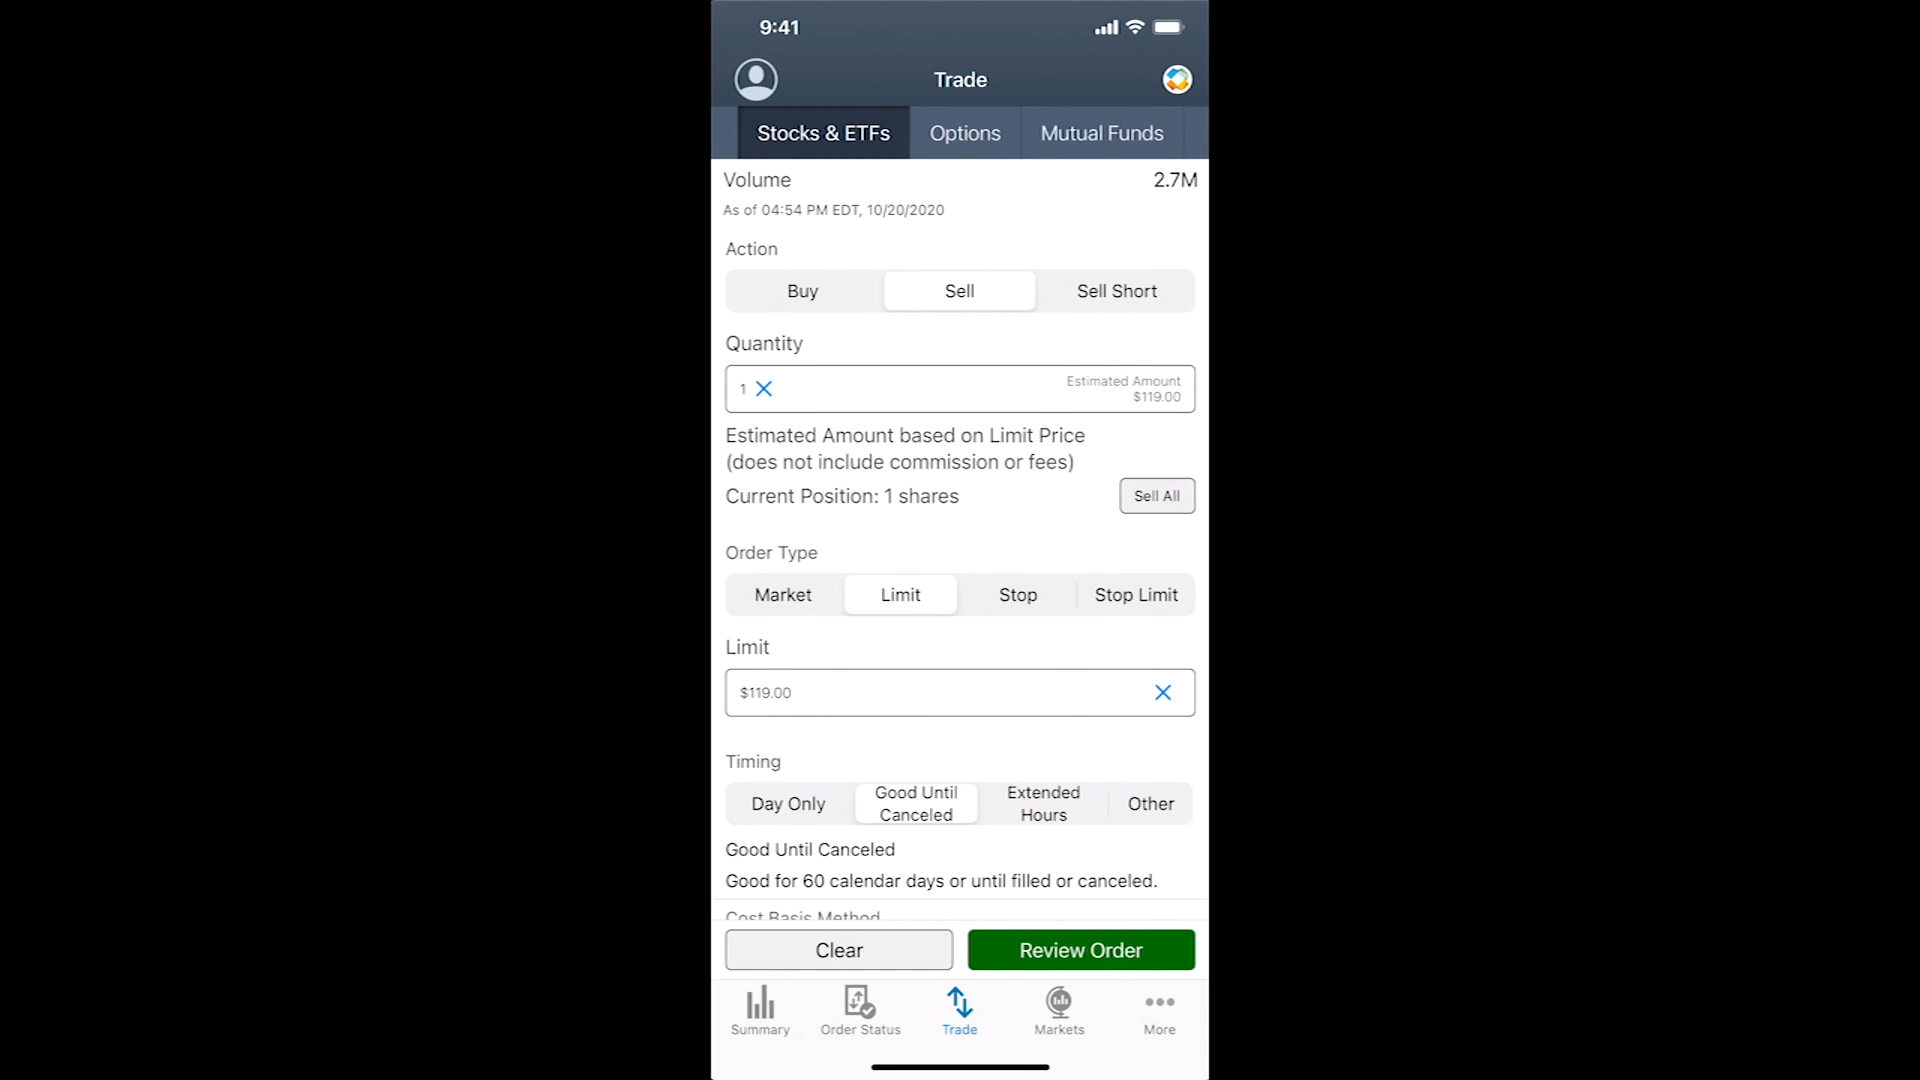 9:41
Trade
Stocks & ETFs Options Mutual Funds
Volume 2.7M
As of 04:54 PM EDT, 10/20/2020
Action
Buy Sell Sell Short
Quantity
1 Estimated Amount
$119.00
Estimated Amount based on Limit Price
(does not include commission or fees)
Current Position: 1 shares Sell All
Order Type
Market Limit Stop Stop Limit
Limit
$119.00
Timing
Day Only Good Until Canceled Extended Hours Other
Good Until Canceled
Good for 60 calendar days or until filled or canceled.
Cost Basis Method
Clear Review Order
Summary Order Status Trade Markets More